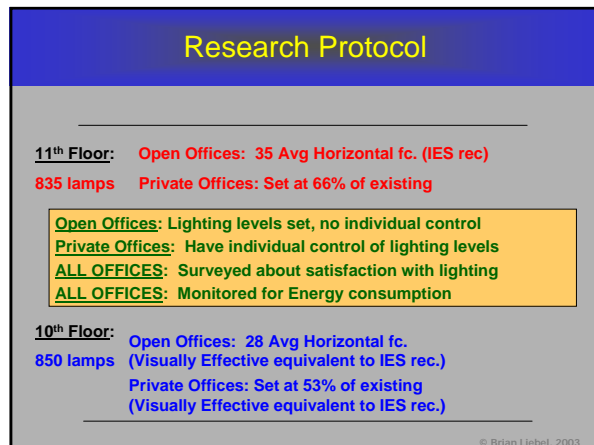 Research Protocol
11th Floor: Open Offices: 35 Avg Horizontal fc. (IES rec)
835 lamps Private Offices: Set at 66% of existing
Open Offices: Lighting levels set, no individual control
Private Offices: Have individual control of lighting levels
ALL OFFICES: Surveyed about satisfaction with lighting
ALL OFFICES: Monitored for Energy consumption
10th Floor:
Open Offices: 28 Avg Horizontal fc.
850 lamps (Visually Effective equivalent to IES rec.)
Private Offices: Set at 53% of existing
(Visually Effective equivalent to IES rec.)
© Brian Liebel, 2003